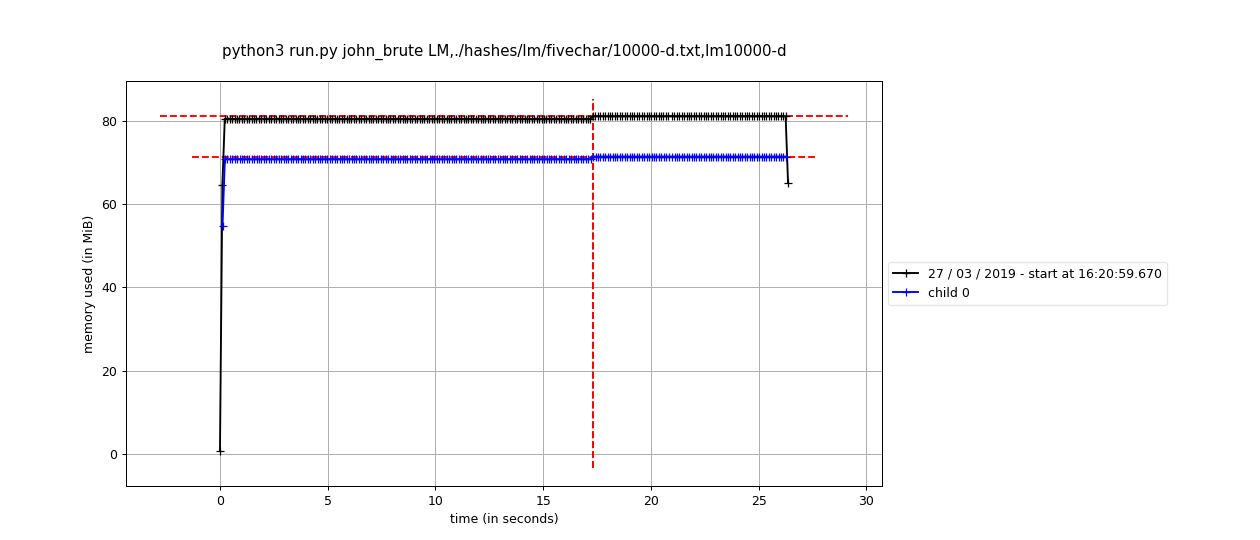 python3 run.py john_brute LM,./hashes/lm/fivechar/10000-d.txt,lm10000-d
80
60
40
20
0
memory used (in MiB)
0 5 10 15 20 25 30
time (in seconds)
27 / 03 / 2019 - start at 16:20:59.670
child 0